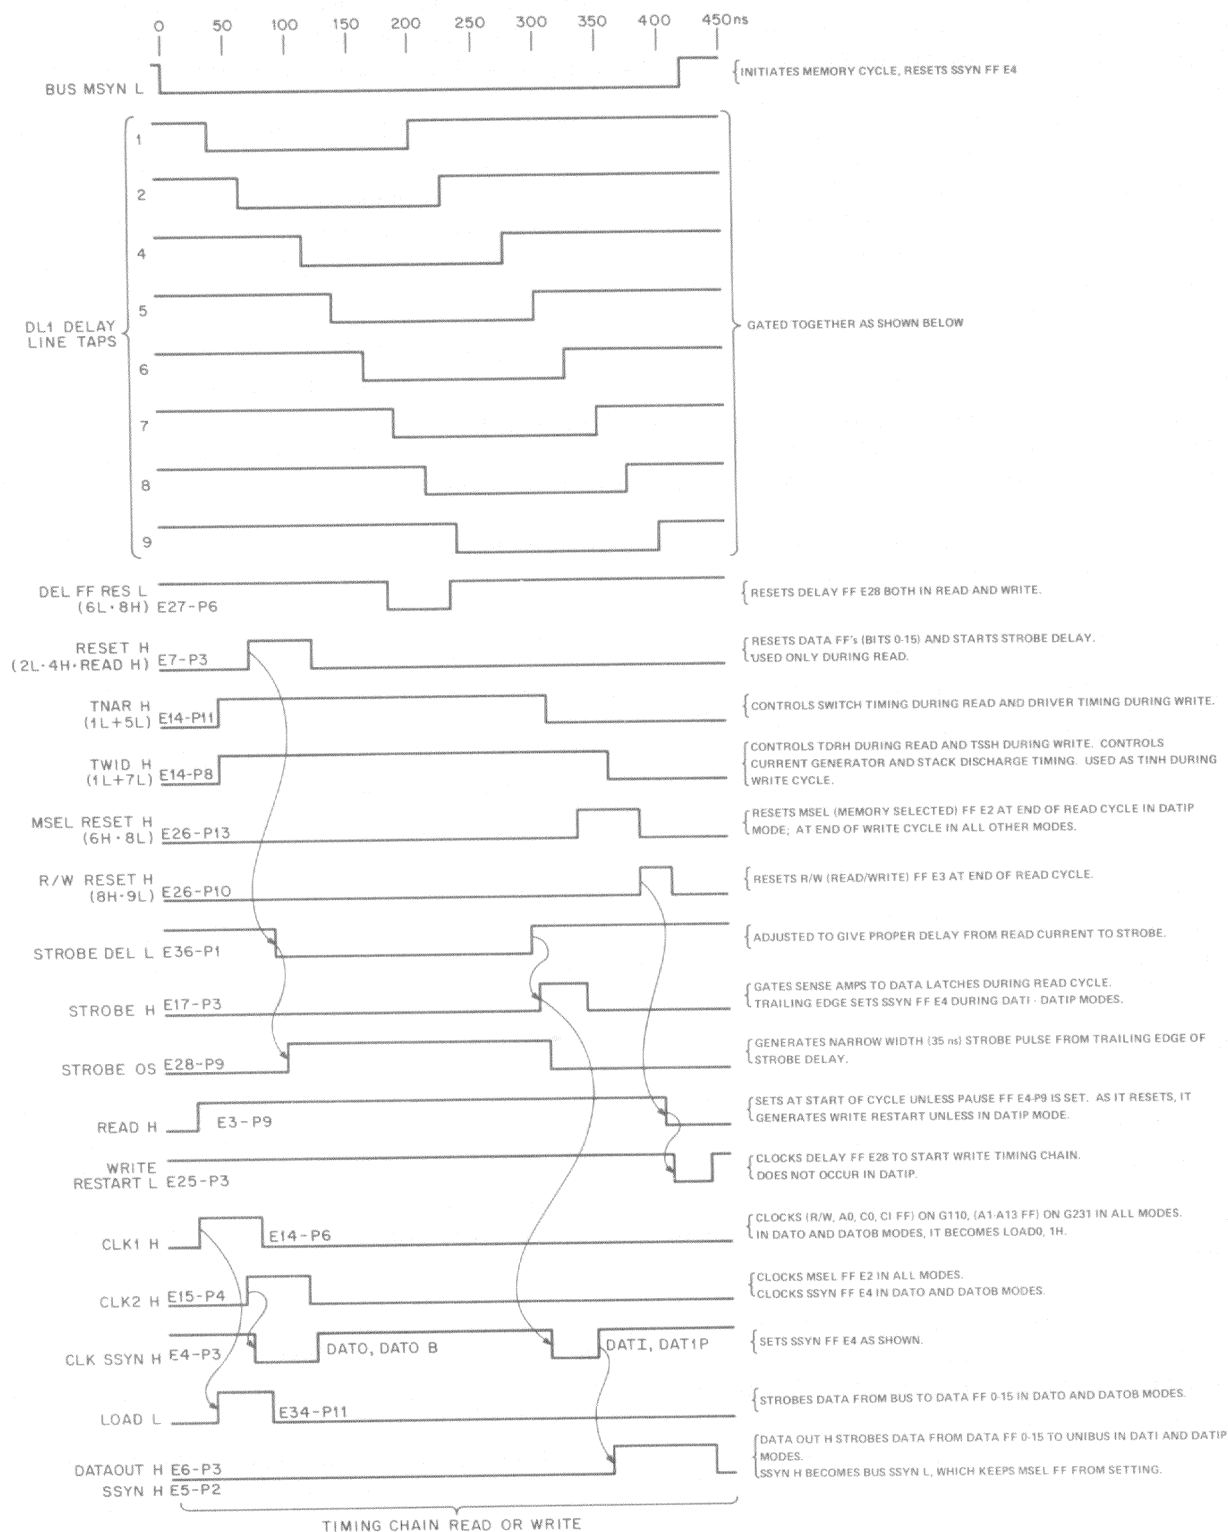 0 50 100 150 200 250 300 350 400 450 ns
BUS MSYN L
INITIATES MEMORY CYCLE, RESETS SSYN FF E4
1
2
4
5
DL1 DELAY
LINE TAPS
GATED TOGETHER AS SHOWN BELOW
6
7
8
9
DEL FF RES L
(6L·8H) E27-P6
RESETS DELAY FF E28 BOTH IN READ AND WRITE.
RESET H
(2L·4H·READ H) E7-P3
RESETS DATA FF's (BITS 0-15) AND STARTS STROBE DELAY.
USED ONLY DURING READ.
TNAR H
(1L+5L) E14-P11
CONTROLS SWITCH TIMING DURING READ AND DRIVER TIMING DURING WRITE.
TWID H
(1L+7L) E14-P8
CONTROLS TDRH DURING READ AND TSSH DURING WRITE. CONTROLS
CURRENT GENERATOR AND STACK DISCHARGE TIMING. USED AS TINH DURING
WRITE CYCLE.
MSEL RESET H
(6H·8L) E26-P13
RESETS MSEL (MEMORY SELECTED) FF E2 AT END OF READ CYCLE IN DATIP
MODE; AT END OF WRITE CYCLE IN ALL OTHER MODES.
R/W RESET H
(8H·9L) E26-P10
RESETS R/W (READ/WRITE) FF E3 AT END OF READ CYCLE.
STROBE DEL L E36-P1
ADJUSTED TO GIVE PROPER DELAY FROM READ CURRENT TO STROBE.
STROBE H E17-P3
GATES SENSE AMPS TO DATA LATCHES DURING READ CYCLE.
TRAILING EDGE SETS SSYN FF E4 DURING DATI · DATIP MODES.
STROBE OS E28-P9
GENERATES NARROW WIDTH (35 ns) STROBE PULSE FROM TRAILING EDGE OF
STROBE DELAY.
READ H E3-P9
SETS AT START OF CYCLE UNLESS PAUSE FF E4-P9 IS SET. AS IT RESETS, IT
GENERATES WRITE RESTART UNLESS IN DATIP MODE.
WRITE
RESTART L E25-P3
CLOCKS DELAY FF E28 TO START WRITE TIMING CHAIN.
DOES NOT OCCUR IN DATIP.
CLK1 H E14-P6
CLOCKS (R/W, A0, C0, CI FF) ON G110, (A1-A13 FF) ON G231 IN ALL MODES.
IN DATO AND DATOB MODES, IT BECOMES LOAD0, 1H.
CLK2 H E15-P4
CLOCKS MSEL FF E2 IN ALL MODES.
CLOCKS SSYN FF E4 IN DATO AND DATOB MODES.
CLK SSYN H E4-P3 DATO, DATO B DATI, DAT1P
SETS SSYN FF E4 AS SHOWN.
LOAD L E34-P11
STROBES DATA FROM BUS TO DATA FF 0-15 IN DATO AND DATOB MODES.
DATAOUT H E6-P3
SSYN H E5-P2
DATA OUT H STROBES DATA FROM DATA FF 0-15 TO UNIBUS IN DATI AND DATIP
MODES.
SSYN H BECOMES BUS SSYN L, WHICH KEEPS MSEL FF FROM SETTING.
TIMING CHAIN READ OR WRITE